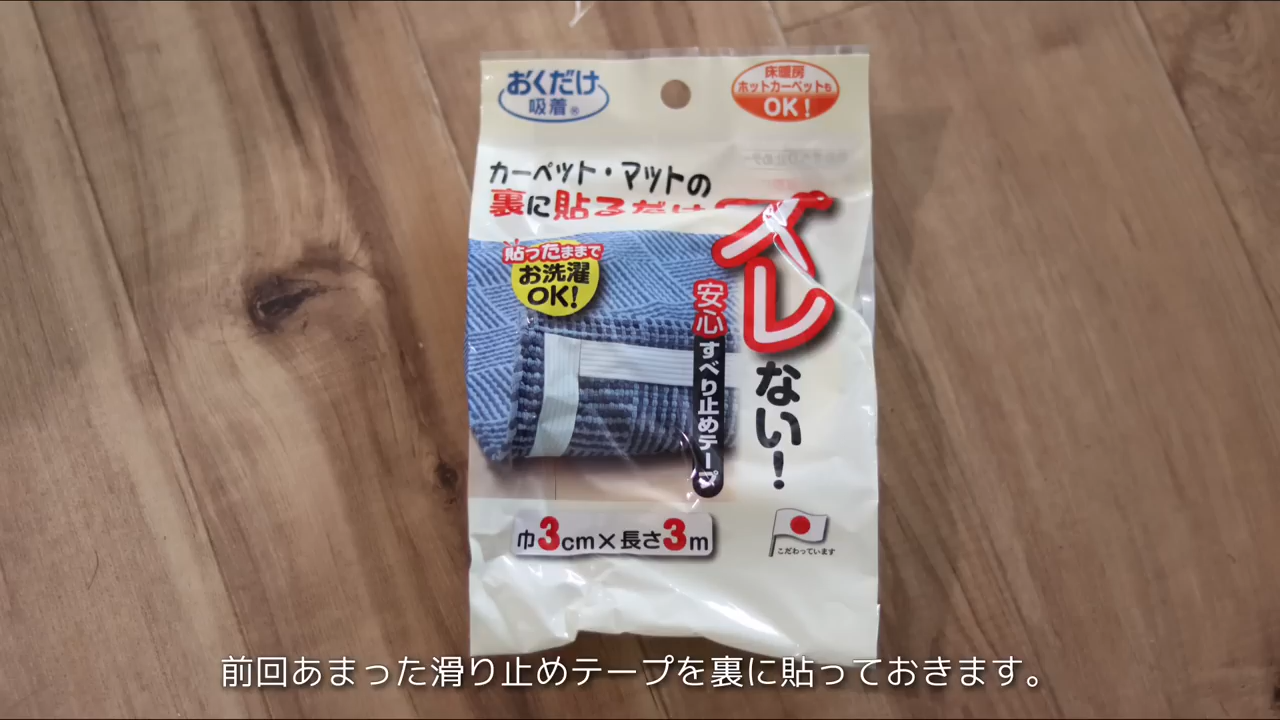 おくだけ
吸着®
床暖房
ホットカーペットも
OK!
カーペット・マットの
裏に貼るだけ
ズレない!
貼ったままで
お洗濯
OK!
安心すべり止めテープ
巾3cm×長さ3m
こだわっています
前回あまった滑り止めテープを裏に貼っておきます。